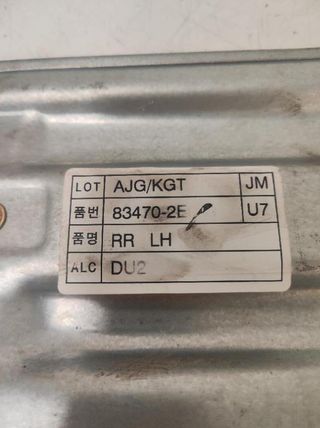 LOT AJG/KGT JM
품번 83470-2E U7
품명 RR LH
ALC DU2